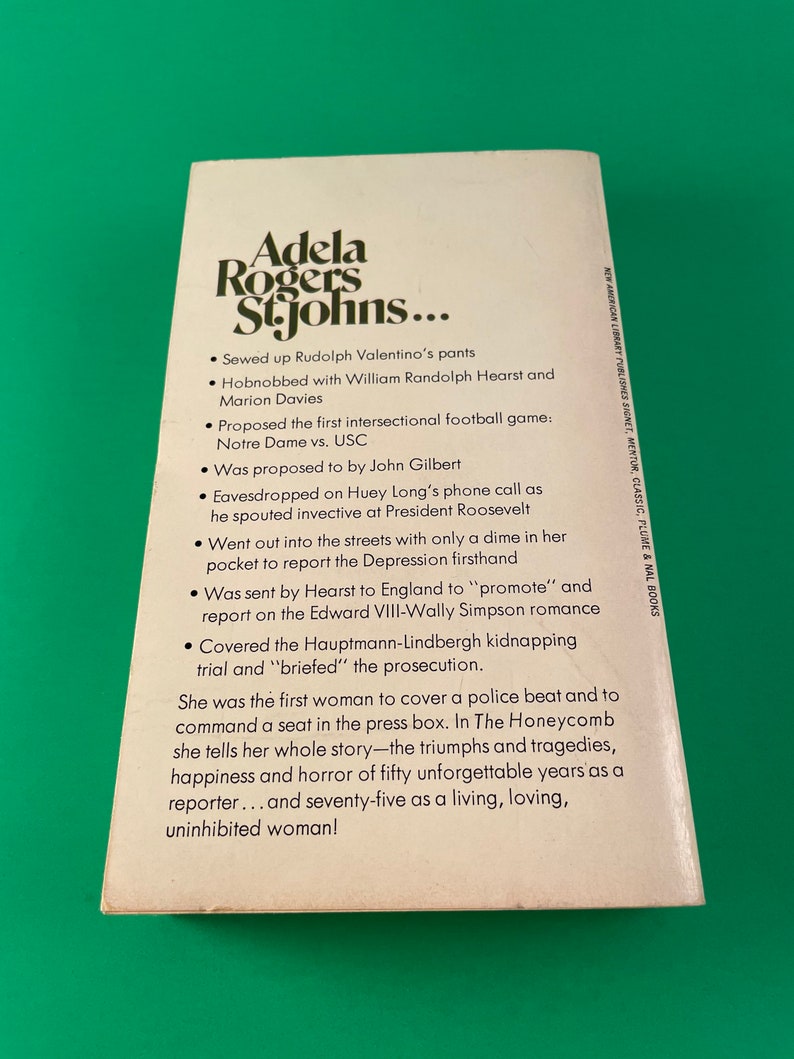 Adela
Rogers
St.Johns...
• Sewed up Rudolph Valentino's pants
• Hobnobbed with William Randolph Hearst and
Marion Davies
• Proposed the first intersectional football game:
Notre Dame vs. USC
• Was proposed to by John Gilbert
• Eavesdropped on Huey Long's phone call as
he spouted invective at President Roosevelt
• Went out into the streets with only a dime in her
pocket to report the Depression firsthand
• Was sent by Hearst to England to "promote" and
report on the Edward VIII-Wally Simpson romance
• Covered the Hauptmann-Lindbergh kidnapping
trial and "briefed" the prosecution.
She was the first woman to cover a police beat and to
command a seat in the press box. In The Honeycomb
she tells her whole story—the triumphs and tragedies,
happiness and horror of fifty unforgettable years as a
reporter...and seventy-five as a living, loving,
uninhibited woman!
NEW AMERICAN LIBRARY PUBLISHES SIGNET, MENTOR, CLASSIC, PLUME & NAL BOOKS